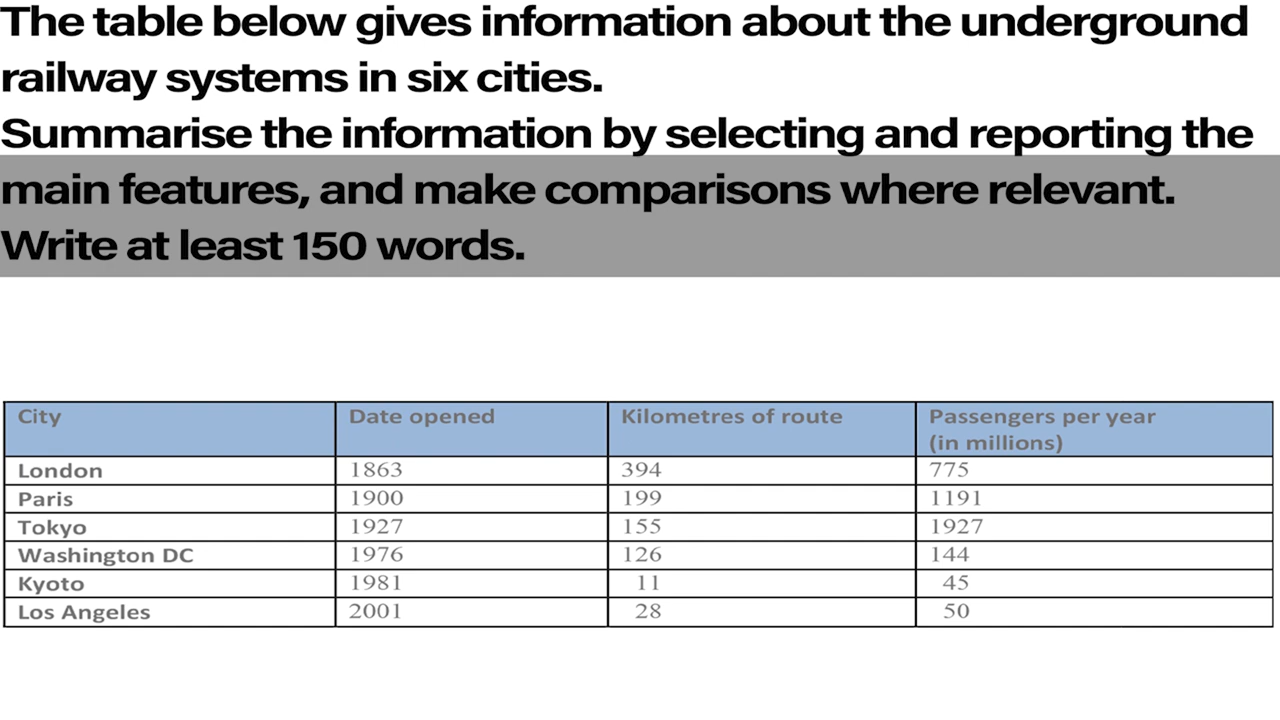 The table below gives information about the underground
railway systems in six cities.
Summarise the information by selecting and reporting the
main features, and make comparisons where relevant.
Write at least 150 words.
City Date opened Kilometres of route Passengers per year
(in millions)
London 1863 394 775
Paris 1900 199 1191
Tokyo 1927 155 1927
Washington DC 1976 126 144
Kyoto 1981 11 45
Los Angeles 2001 28 50